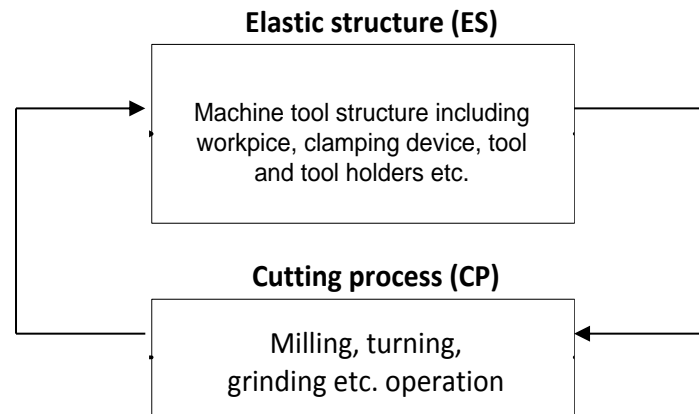 Elastic structure (ES)
Machine tool structure including
workpice, clamping device, tool
and tool holders etc.
Cutting process (CP)
Milling, turning,
grinding etc. operation